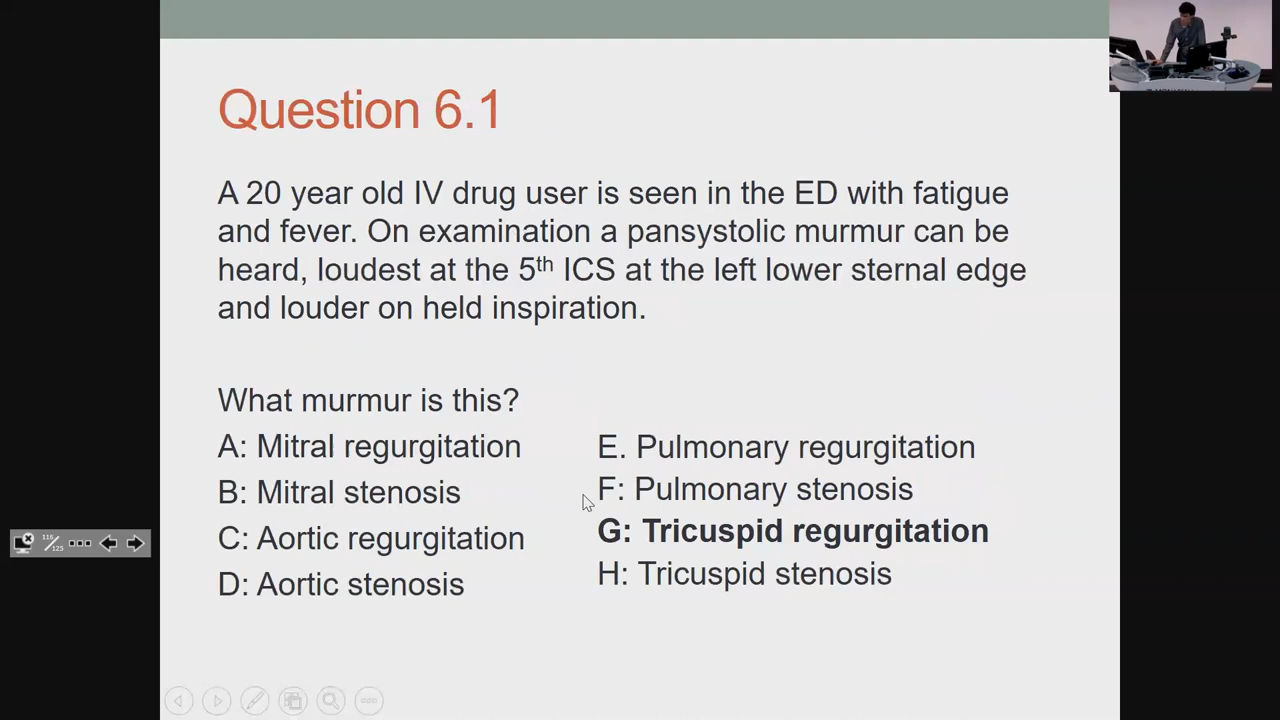 Question 6.1
A 20 year old IV drug user is seen in the ED with fatigue
and fever. On examination a pansystolic murmur can be
heard, loudest at the 5th ICS at the left lower sternal edge
and louder on held inspiration.
What murmur is this?
A: Mitral regurgitation
B: Mitral stenosis
C: Aortic regurgitation
D: Aortic stenosis
E. Pulmonary regurgitation
F: Pulmonary stenosis
G: Tricuspid regurgitation
H: Tricuspid stenosis
115/125